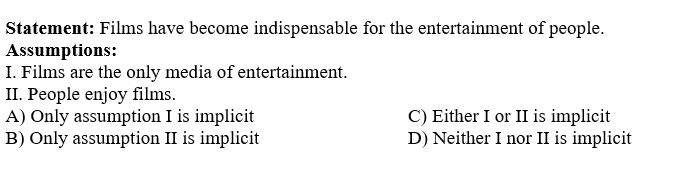 Statement: Films have become indispensable for the entertainment of people.
Assumptions:
I. Films are the only media of entertainment.
II. People enjoy films.
A) Only assumption I is implicit C) Either I or II is implicit
B) Only assumption II is implicit D) Neither I nor II is implicit